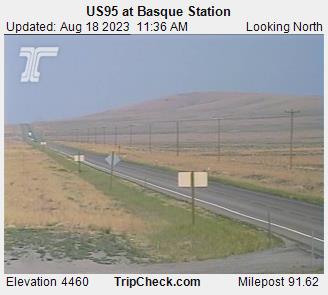 US95 at Basque Station
Updated: Aug 18 2023 11:36 AM Looking North
Elevation 4460 TripCheck.com Milepost 91.62